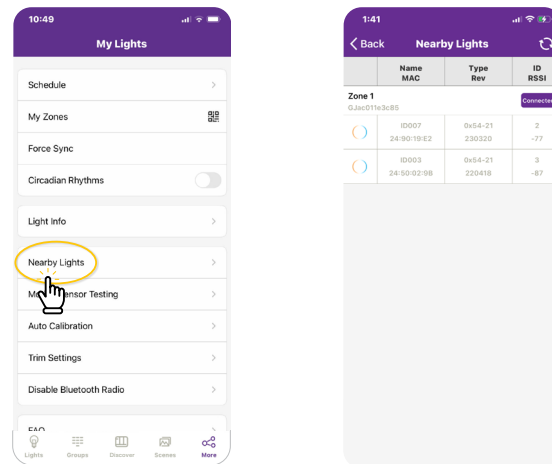 10:49
My Lights
Schedule
My Zones
Force Sync
Circadian Rhythms
Light Info
Nearby Lights
Sensor Testing
Auto Calibration
Trim Settings
Disable Bluetooth Radio
FAQ
Lights Groups Discover Scenes More
1:41
Back Nearby Lights
Name Type ID
MAC Rev RSSI
Zone 1
GJac011e3c85
Connected
ID007 0x54-21 2
24:90:19:E2 230320 -77
ID003 0x54-21 3
24:50:02:9B 220418 -87